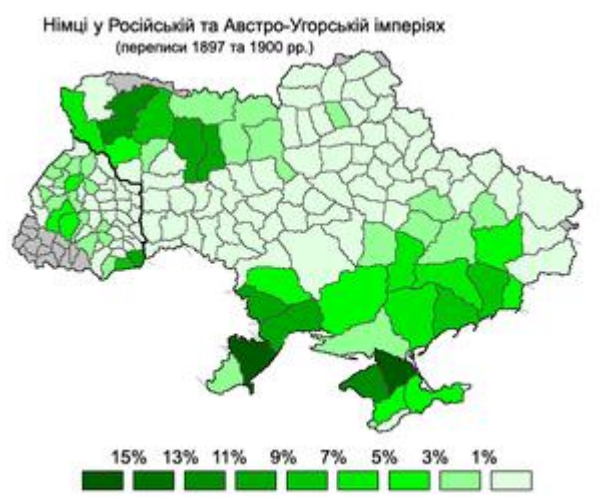 Німці у Російській та Австро-Угорській імперіях
(переписи 1897 та 1900 рр.)
15% 13% 11% 9% 7% 5% 3% 1%